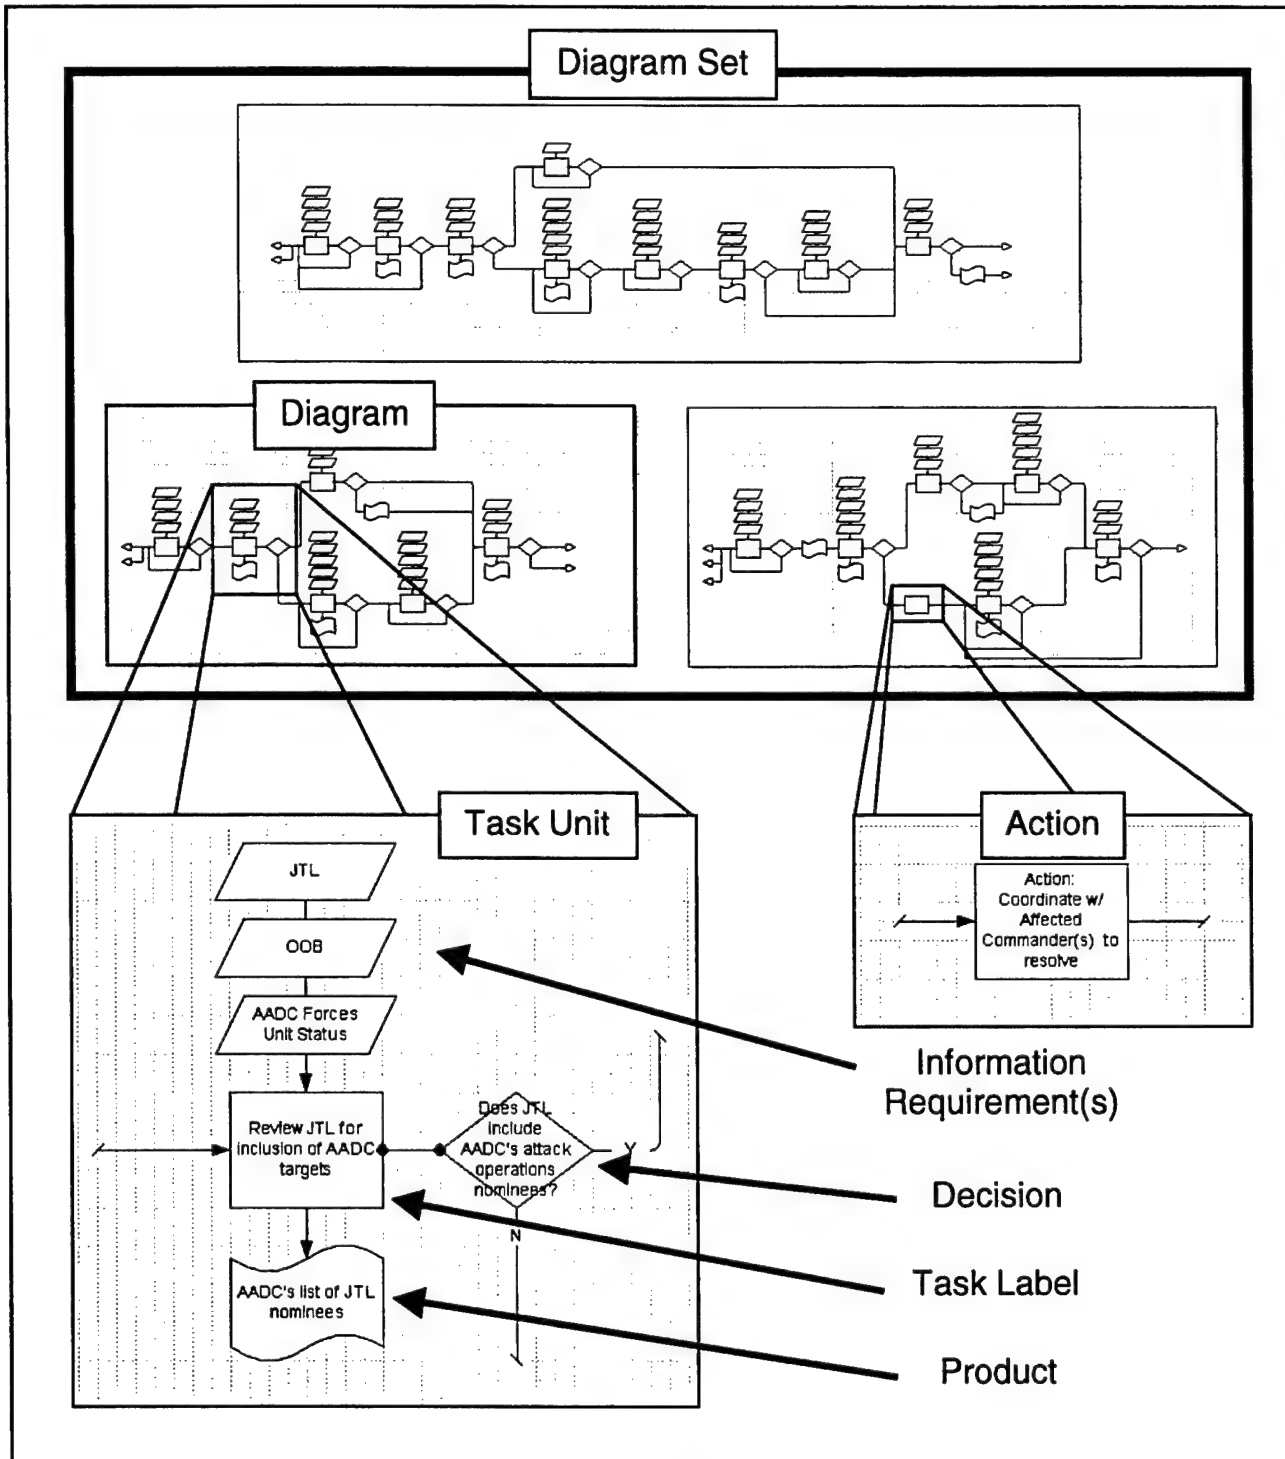 Diagram Set
Diagram
Task Unit
JTL
OOB
AADC Forces
Unit Status
Review JTL for
inclusion of AADC
targets
Does JTL
include
AADC's attack
operations
nominees?
Y
N
AADC's list of JTL
nominees
Action
Action:
Coordinate w/
Affected
Commander(s) to
resolve
Information
Requirement(s)
Decision
Task Label
Product